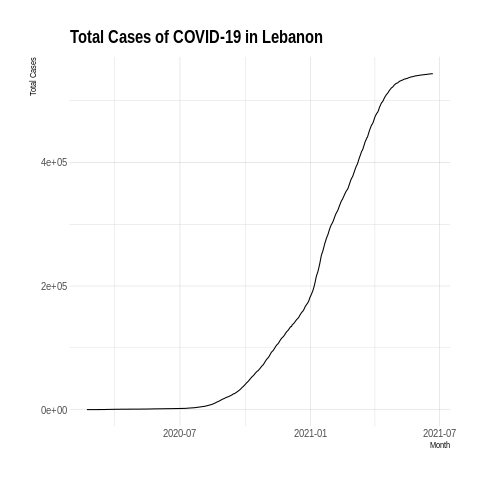 Total Cases of COVID-19 in Lebanon
Total Cases
4e+05
2e+05
0e+00
2020-07 2021-01 2021-07
Month